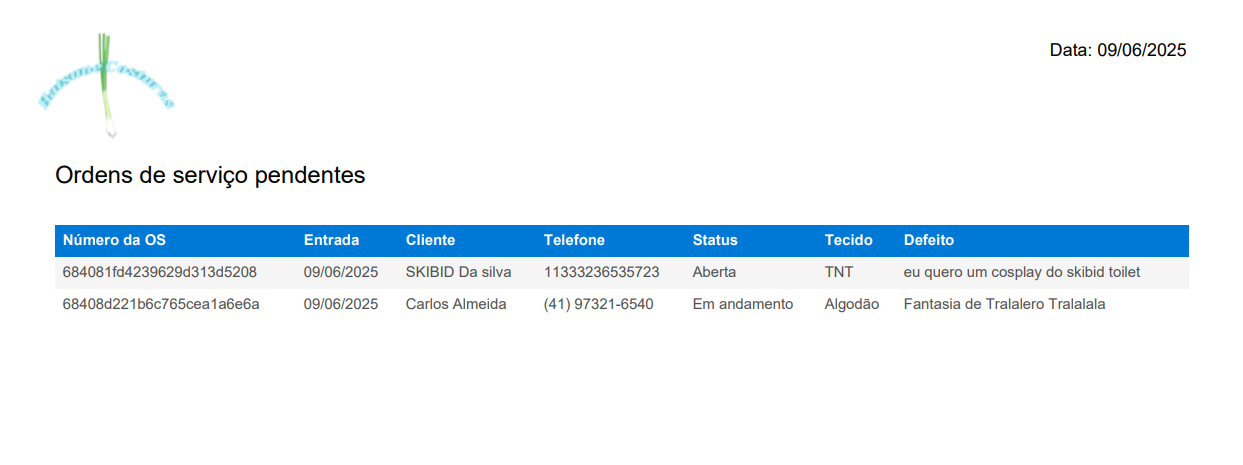 Data: 09/06/2025
Ordens de serviço pendentes
Número da OS Entrada Cliente Telefone Status Tecido Defeito
684081fd4239629d313d5208 09/06/2025 SKIBID Da silva 11333236535723 Aberta TNT eu quero um cosplay do skibid toilet
68408d221b6c765cea1a6e6a 09/06/2025 Carlos Almeida (41) 97321-6540 Em andamento Algodão Fantasia de Tralalero Tralalala